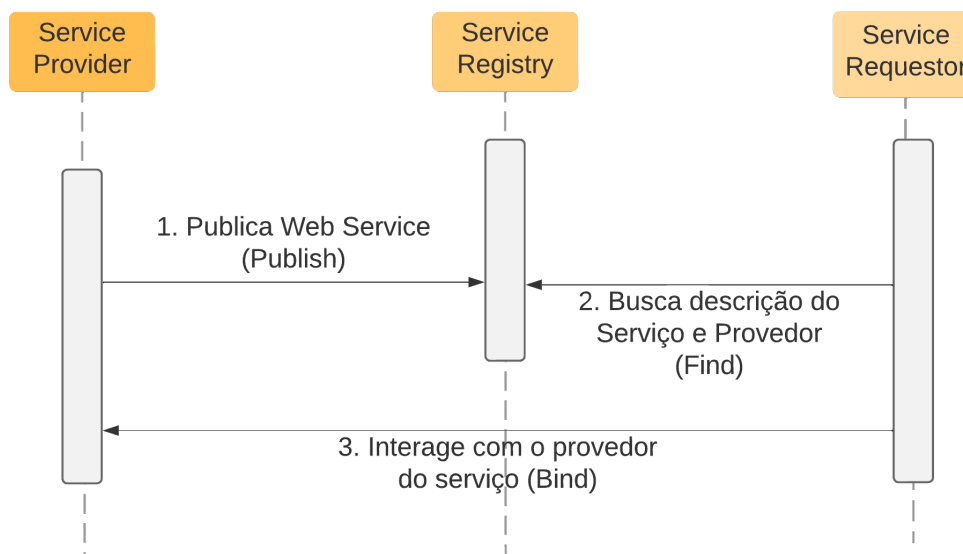 Service
Provider
Service
Registry
Service
Requestor
1. Publica Web Service
(Publish)
2. Busca descrição do
Serviço e Provedor
(Find)
3. Interage com o provedor
do serviço (Bind)